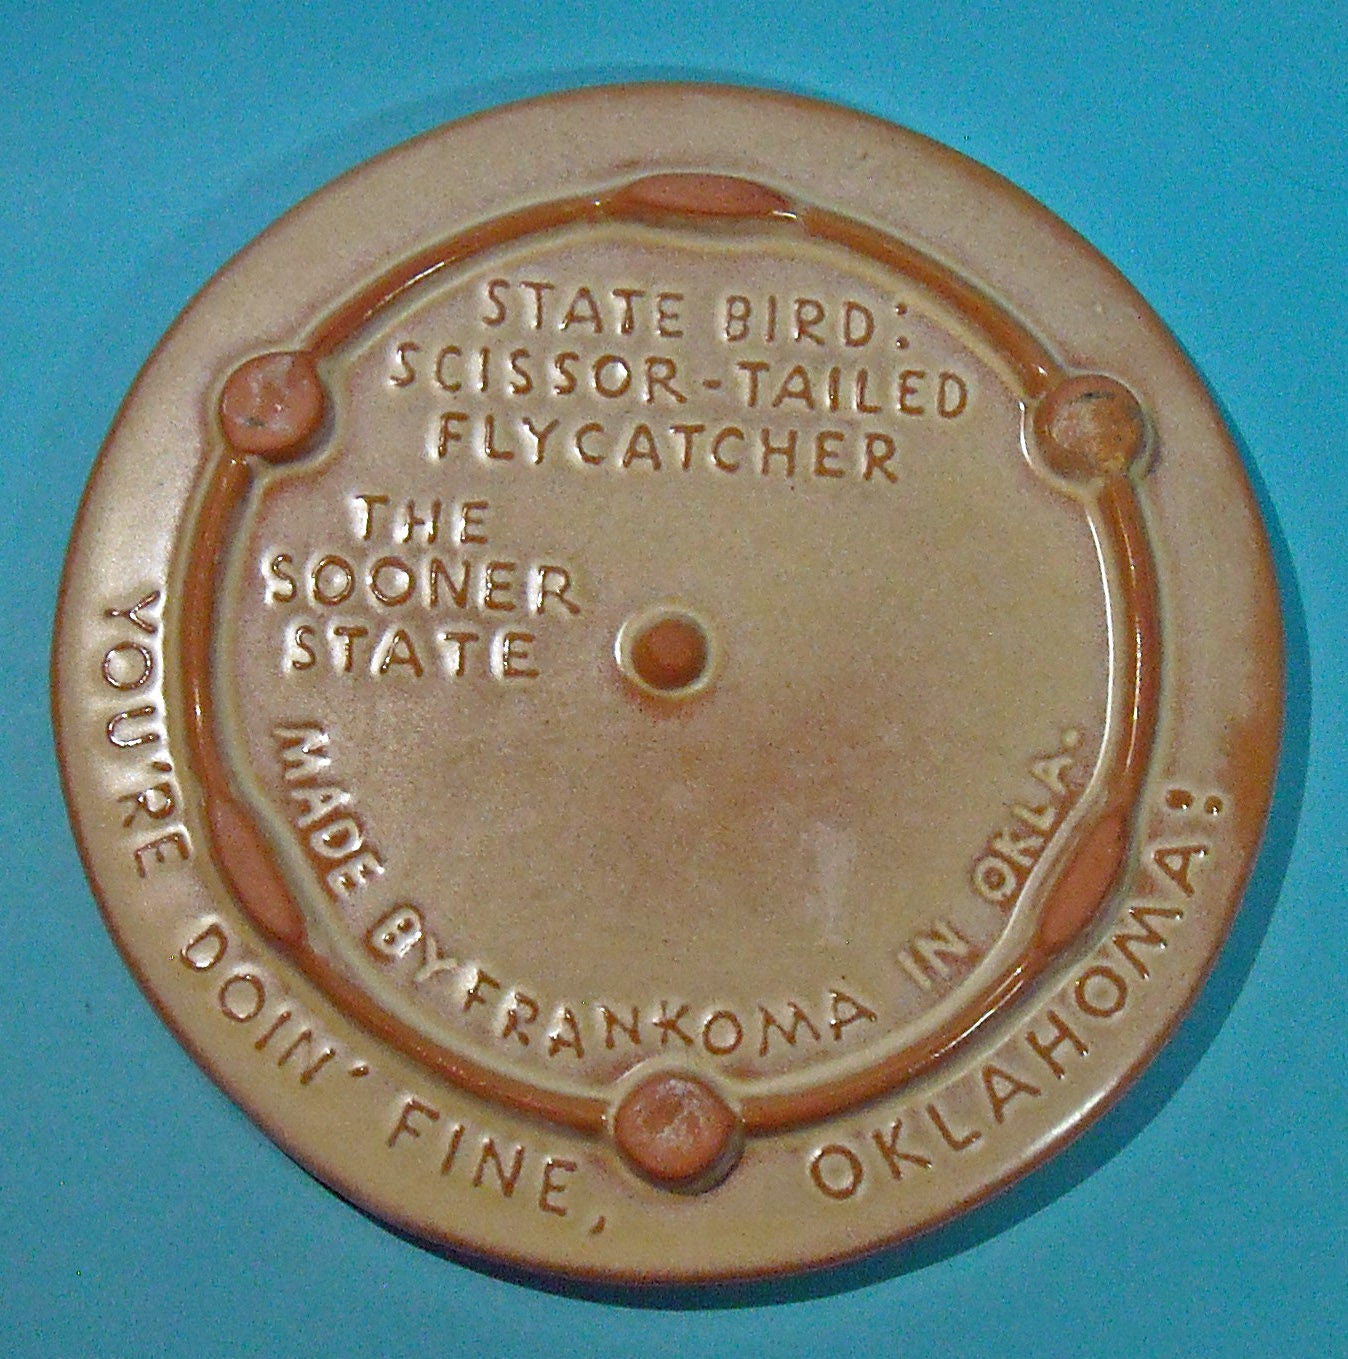 STATE BIRD:
SCISSOR-TAILED
FLYCATCHER
THE
SOONER
STATE
MADE BY FRANKOMA IN OKLA.
YOU'RE DOIN' FINE, OKLAHOMA!!